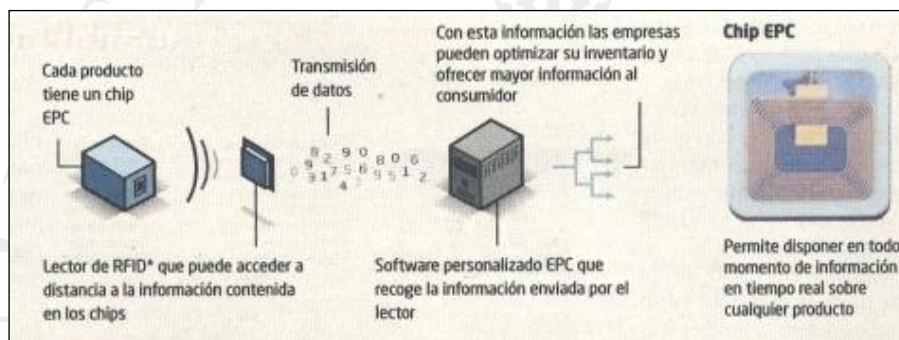 Cada producto
tiene un chip
EPC
Transmisión
de datos
Con esta información las empresas
pueden optimizar su inventario y
ofrecer mayor información al
consumidor
Lector de RFID* que puede acceder a
distancia a la información contenida
en los chips
Software personalizado EPC que
recoge la información enviada por el
lector
Chip EPC
Permite disponer en todo
momento de información
en tiempo real sobre
cualquier producto